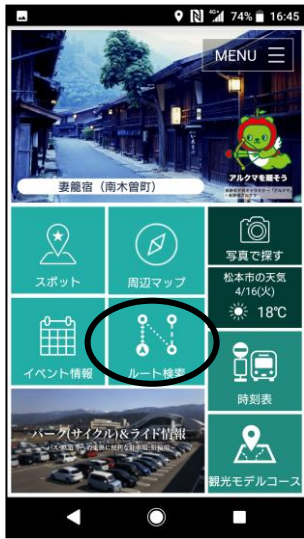 74% 16:45
MENU
アルクマを探そう
妻籠宿（南木曽町）
スポット
周辺マップ
写真で探す
松本市の天気
4/16(火)
18℃
イベント情報
ルート検索
時刻表
パーク(サイクル)&ライド情報
観光モデルコース